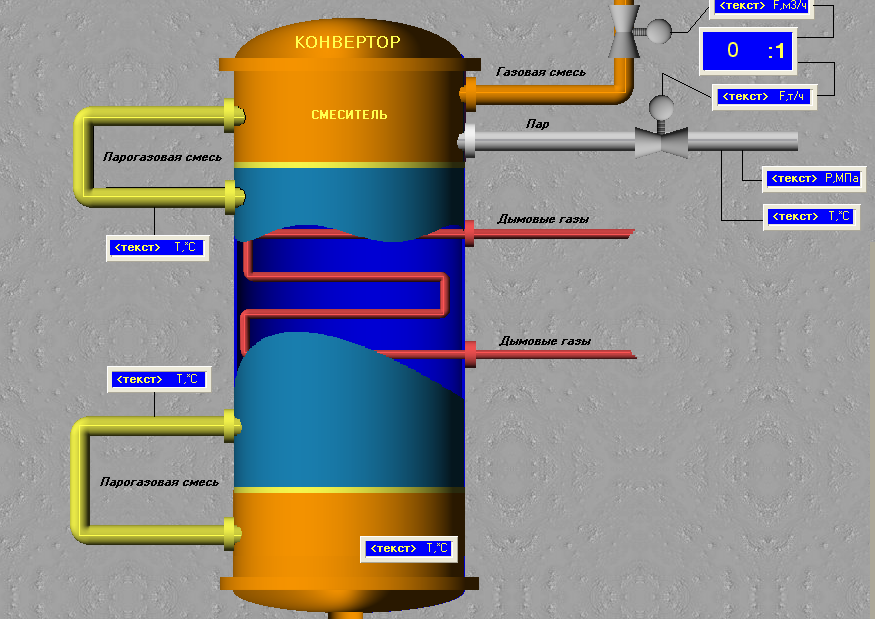 <текст> F,м3/ч
КОНВЕРТОР
0 :1
Газовая смесь
<текст> F,т/ч
СМЕСИТЕЛЬ
Пар
Парогазовая смесь
<текст> P,МПа
<текст> T,°C
Дымовые газы
<текст> T,°C
Дымовые газы
<текст> T,°C
Парогазовая смесь
<текст> T,°C